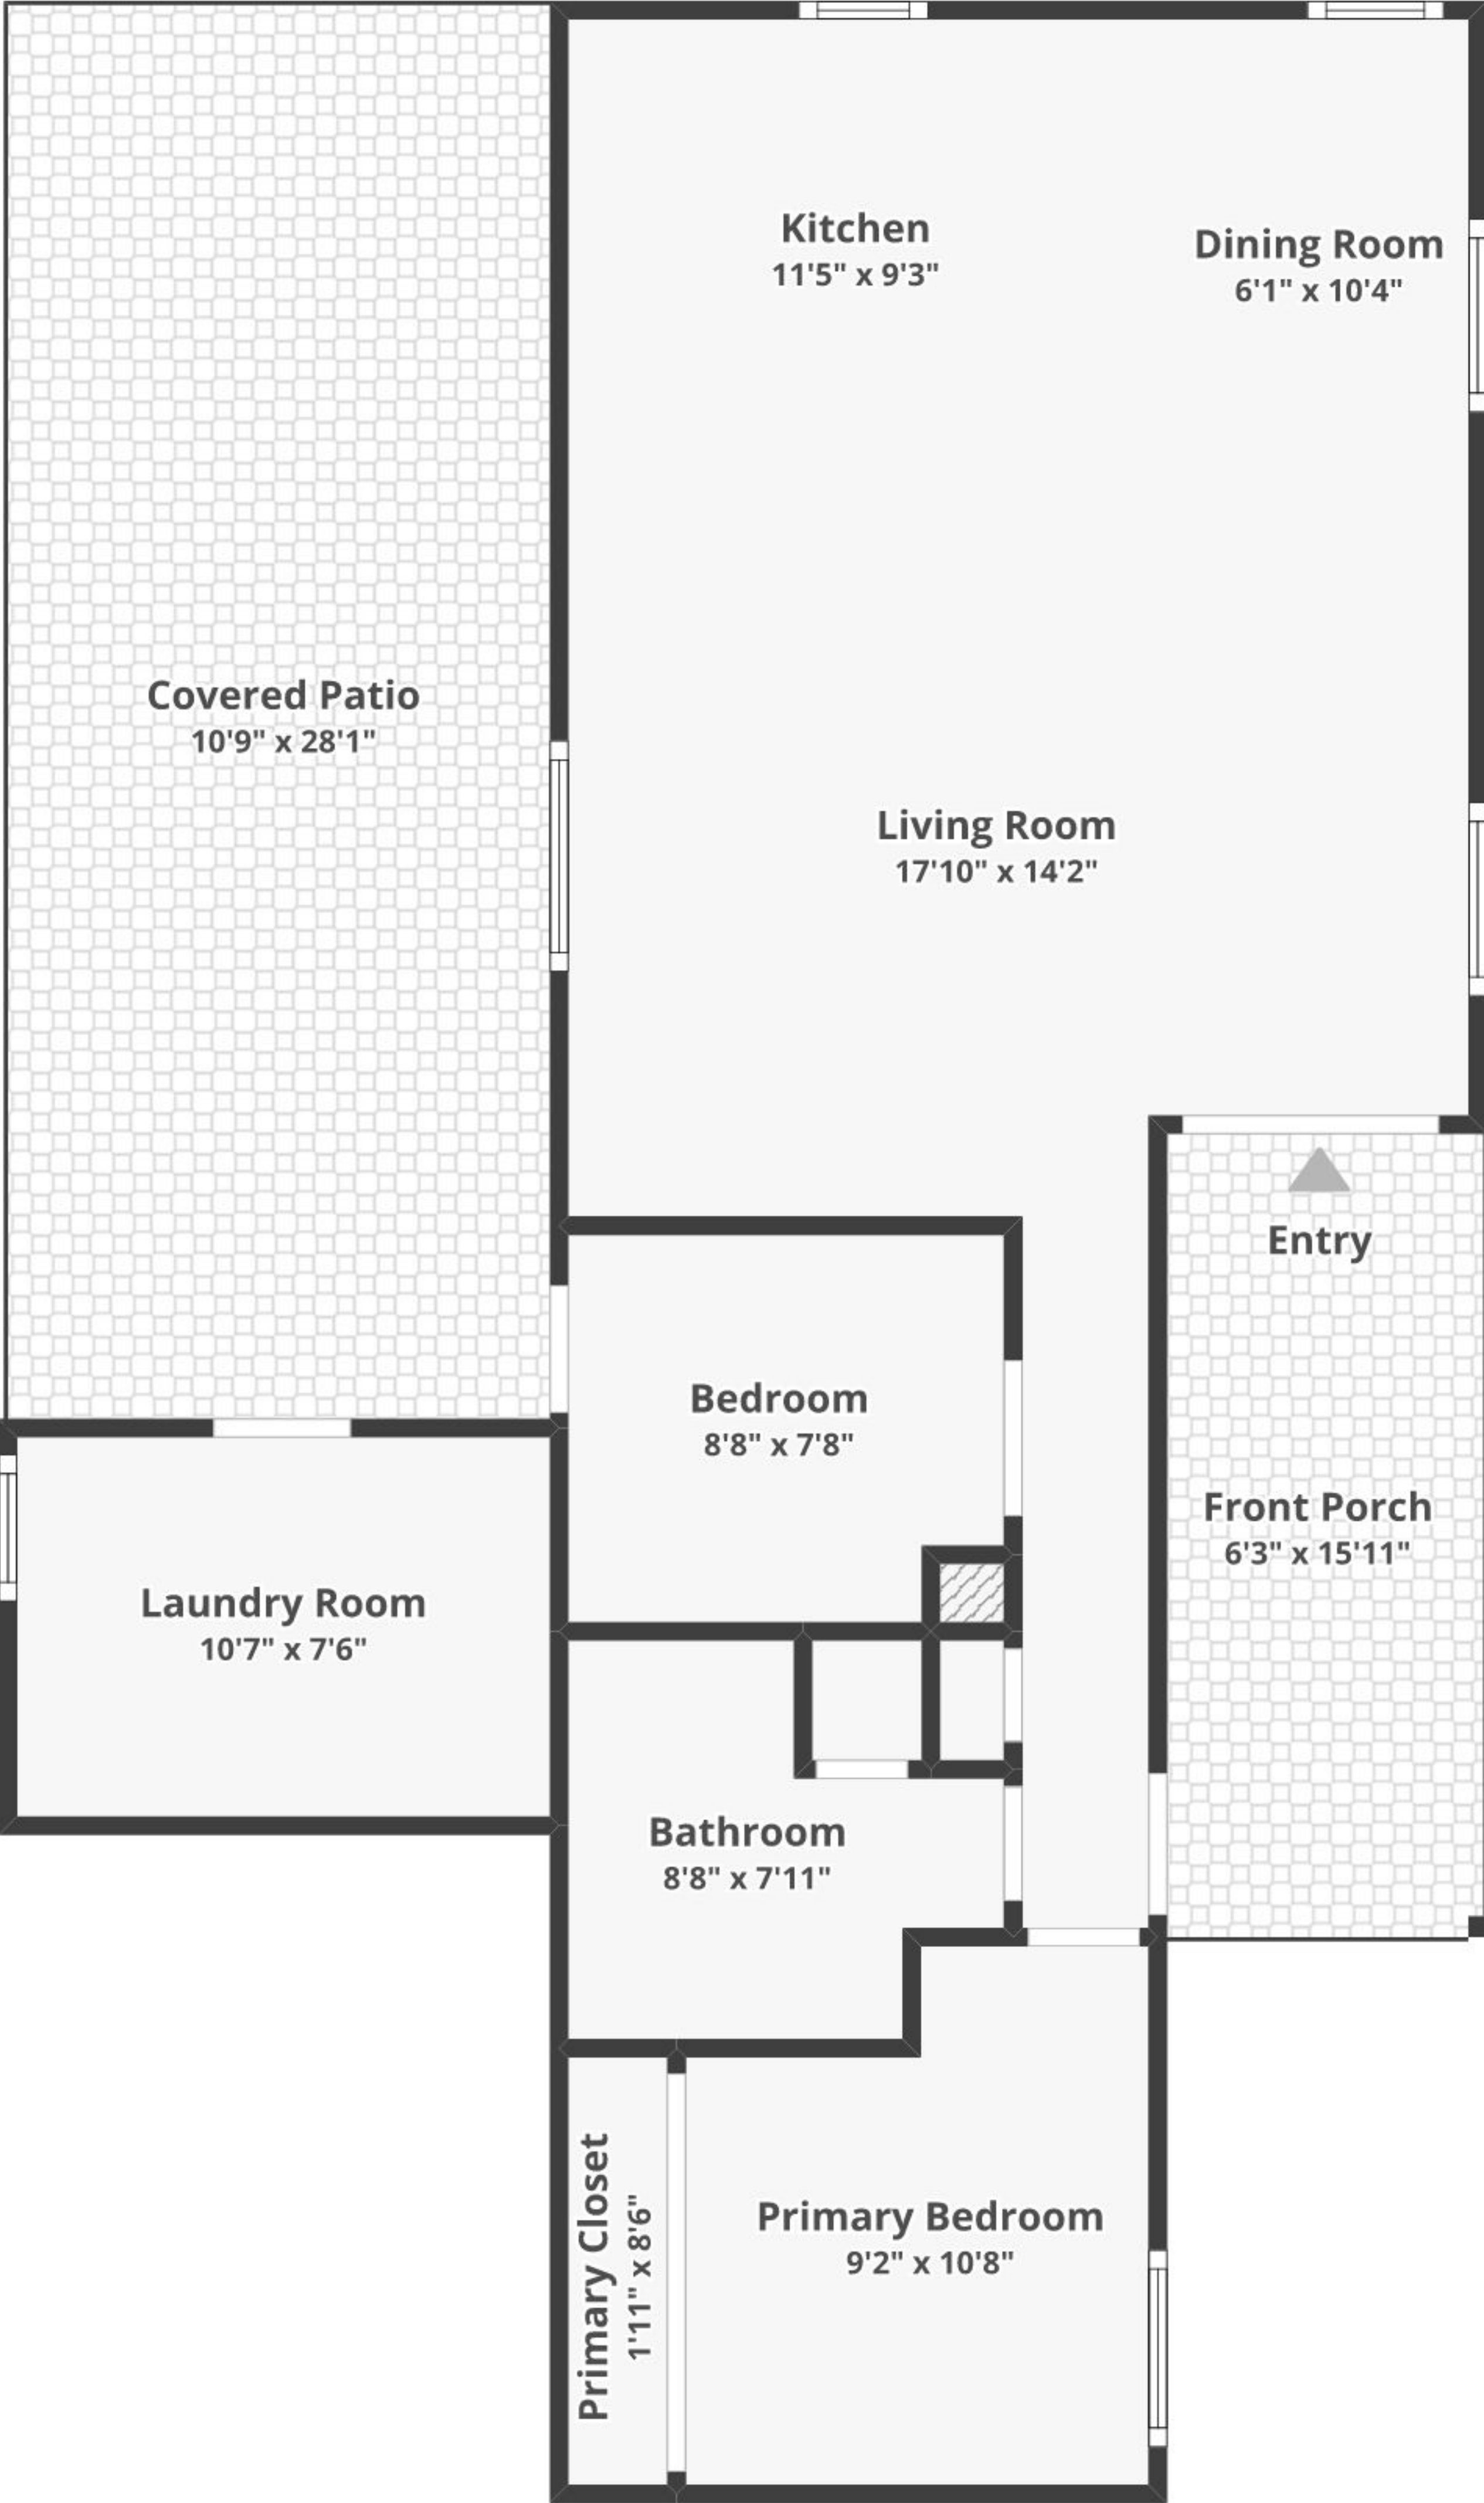 Kitchen
11'5" x 9'3"
Dining Room
6'1" x 10'4"
Covered Patio
10'9" x 28'1"
Living Room
17'10" x 14'2"
Entry
Bedroom
8'8" x 7'8"
Front Porch
6'3" x 15'11"
Laundry Room
10'7" x 7'6"
Bathroom
8'8" x 7'11"
Primary Closet
1'11" x 8'6"
Primary Bedroom
9'2" x 10'8"